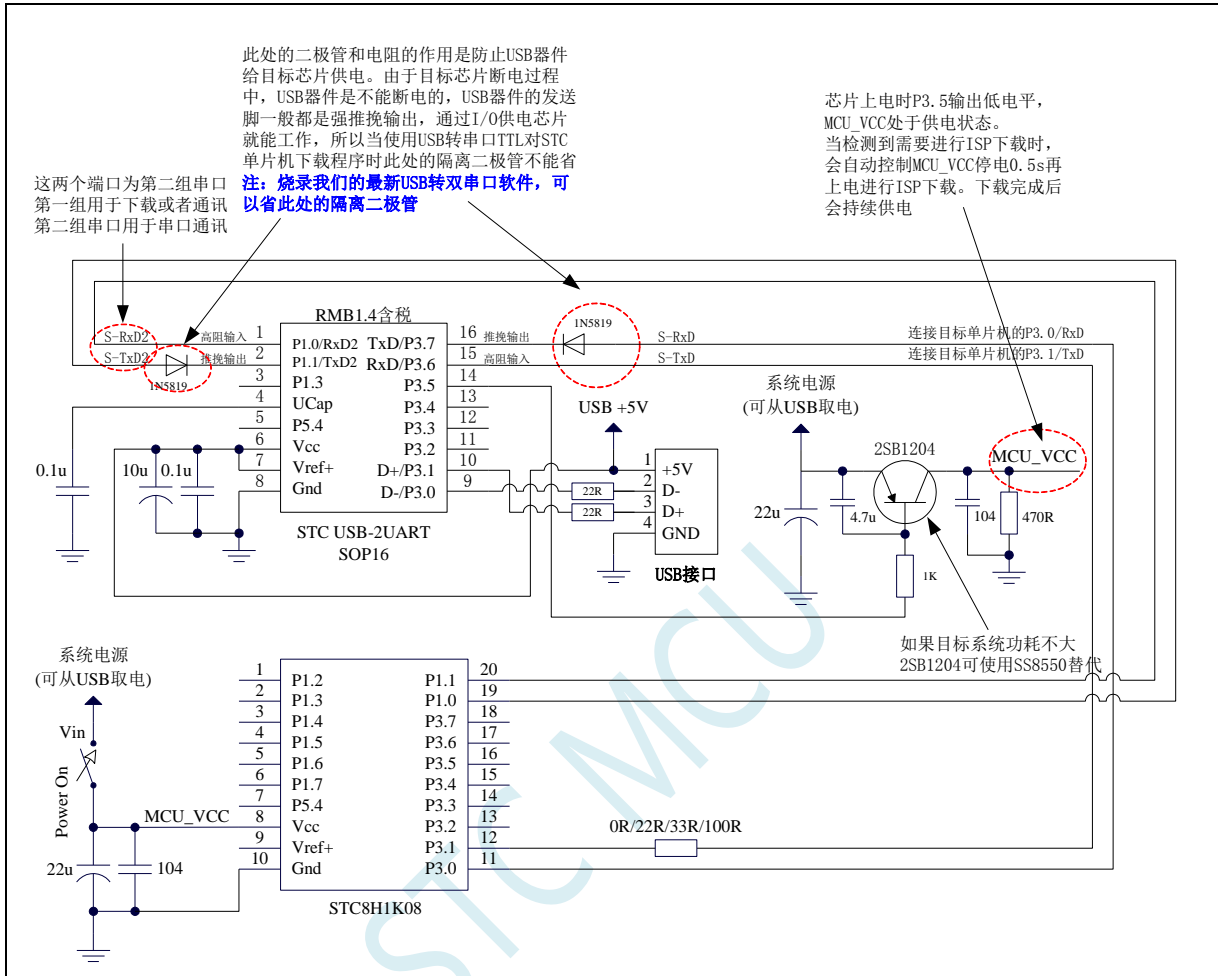 此处的二极管和电阻的作用是防止USB器件
给目标芯片供电。由于目标芯片断电过程
中，USB器件是不能断电的，USB器件的发送
脚一般都是强推挽输出，通过I/0供电芯片
就能工作，所以当使用USB转串口TTL对STC
单片机下载程序时此处的隔离二极管不能省
注：烧录我们的最新USB转双串口软件，可
以省此处的隔离二极管
芯片上电时P3.5输出低电平，
MCU_VCC处于供电状态。
当检测到需要进行ISP下载时，
会自动控制MCU_VCC停电0.5s再
上电进行ISP下载。下载完成后
会持续供电
这两个端口为第二组串口
第一组用于下载或者通讯
第二组串口用于串口通讯
RMB1.4含税
S-RxD2 高阻输入 1 P1.0/RxD2 TxD/P3.7 16 推挽输出 1N5819 S-RxD 连接目标单片机的P3.0/RxD
S-TxD2 推挽输出 2 P1.1/TxD2 RxD/P3.6 15 高阻输入 S-TxD 连接目标单片机的P3.1/TxD
1N5819 3 P1.3 P3.5 14
4 UCap P3.4 13
5 P5.4 P3.3 12
6 Vcc P3.2 11
7 Vref+ D+/P3.1 10
8 Gnd D-/P3.0 9
STC USB-2UART
SOP16
0.1u
10u
0.1u
USB +5V
1 +5V
2 D-
3 D+
4 GND
22R
22R
USB接口
系统电源
(可从USB取电)
2SB1204
MCU_VCC
22u
4.7u
104
470R
1K
如果目标系统功耗不大
2SB1204可使用SS8550替代
系统电源
(可从USB取电)
Vin
Power On
MCU_VCC
22u
104
1 P1.2 P1.1 20
2 P1.3 P1.0 19
3 P1.4 P3.7 18
4 P1.5 P3.6 17
5 P1.6 P3.5 16
6 P1.7 P3.4 15
7 P5.4 P3.3 14
8 Vcc P3.2 13
9 Vref+ P3.1 12
10 Gnd P3.0 11
STC8H1K08
0R/22R/33R/100R
STC MCU